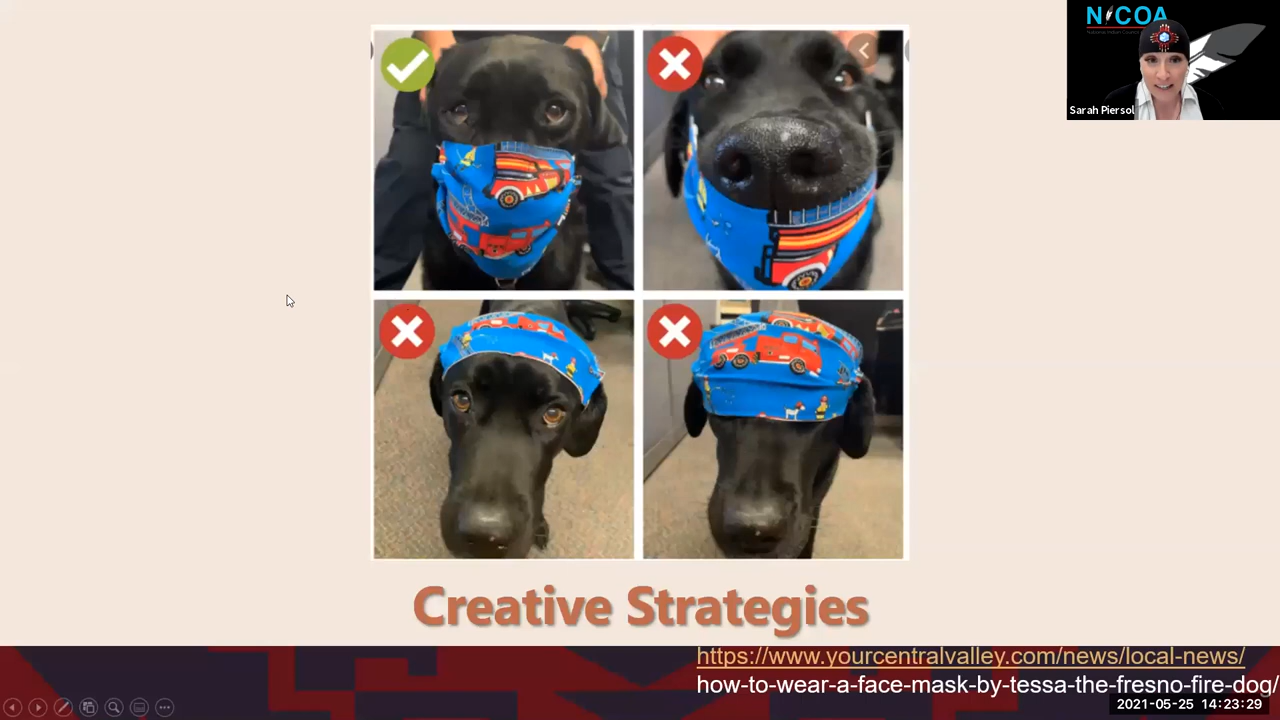 NICOA
Sarah Piersol
Creative Strategies
https://www.yourcentralvalley.com/news/local-news/
how-to-wear-a-face-mask-by-tessa-the-fresno-fire-dog/
2021-05-25 14:23:29